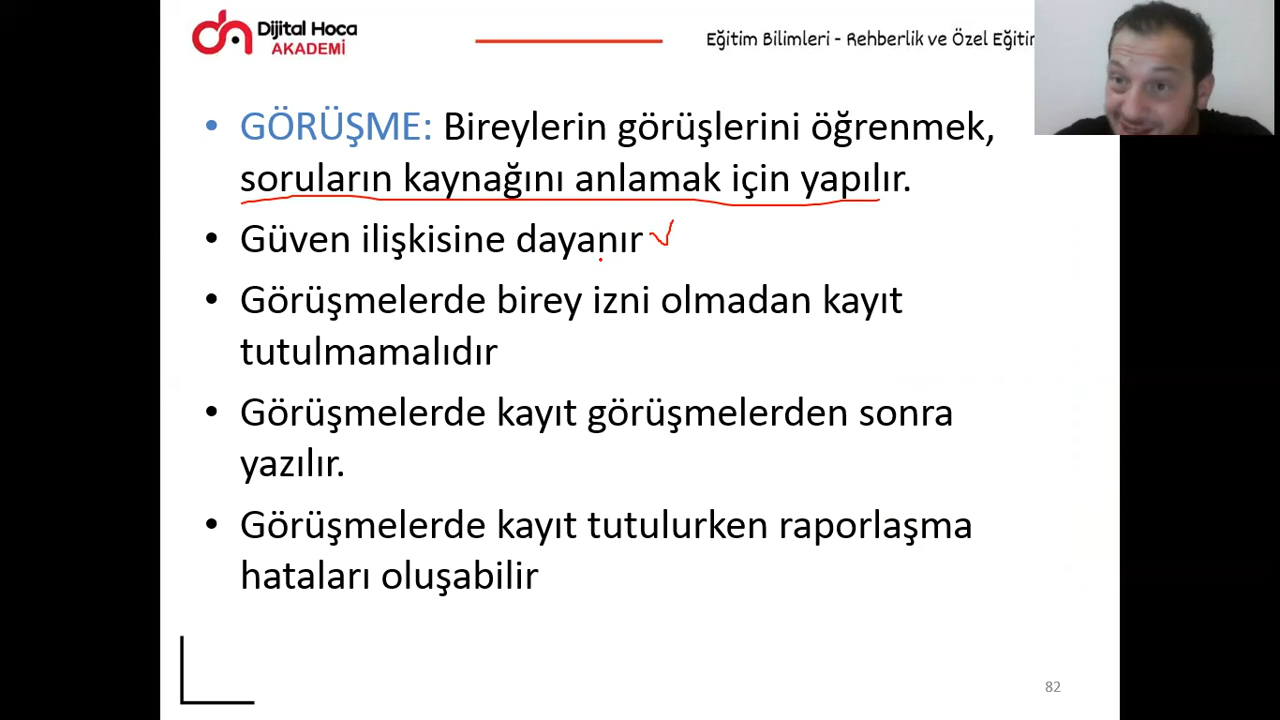 Dijital Hoca
AKADEMİ
Eğitim Bilimleri - Rehberlik ve Özel
• GÖRÜŞME: Bireylerin görüşlerini öğrenmek,
soruların kaynağını anlamak için yapılır.
• Güven ilişkisine dayanır
• Görüşmelerde birey izni olmadan kayıt
tutulmamalıdır
• Görüşmelerde kayıt görüşmelerden sonra
yazılır.
• Görüşmelerde kayıt tutulurken raporlaşma
hataları oluşabilir
82